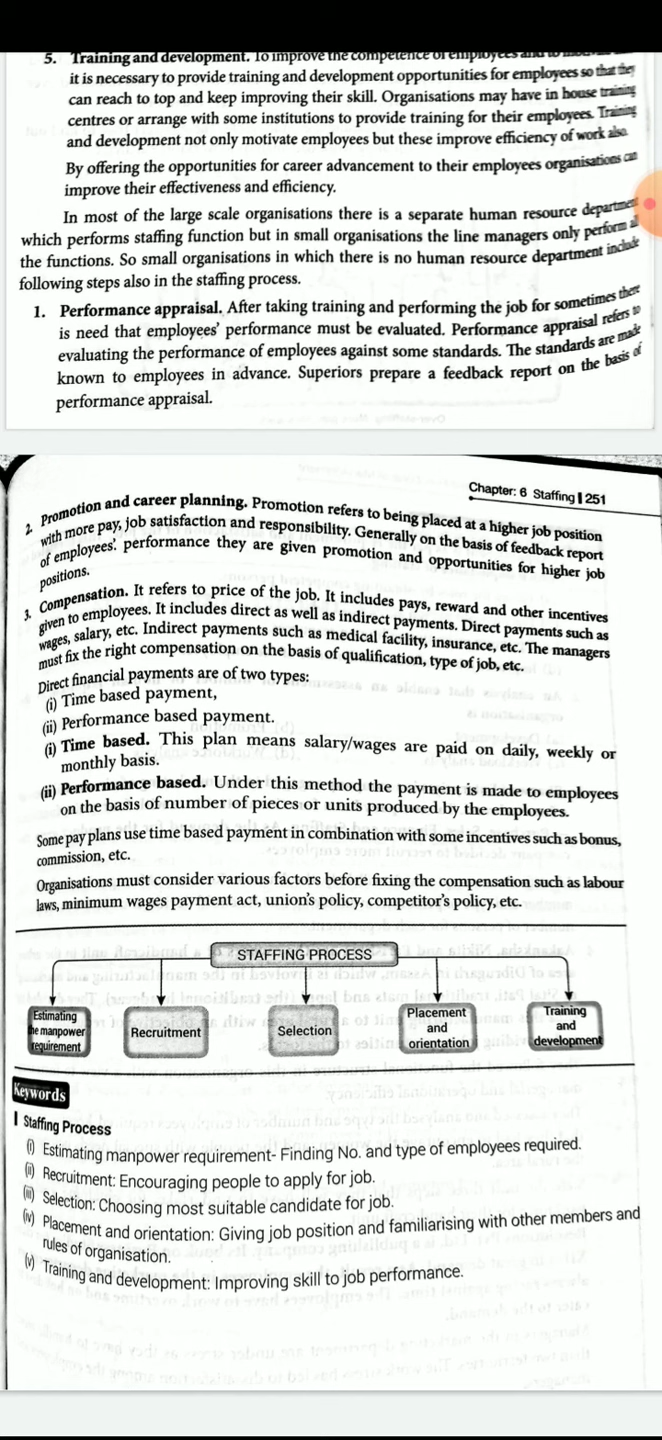 5. Training and development. To improve the competence of employees and to
it is necessary to provide training and development opportunities for employees so that they
can reach to top and keep improving their skill. Organisations may have in house training
centres or arrange with some institutions to provide training for their employees. Training
and development not only motivate employees but these improve efficiency of work also.
By offering the opportunities for career advancement to their employees organisations can
improve their effectiveness and efficiency.
In most of the large scale organisations there is a separate human resource department
which performs staffing function but in small organisations the line managers only perform all
the functions. So small organisations in which there is no human resource department include
following steps also in the staffing process.
1. Performance appraisal. After taking training and performing the job for sometimes there
is need that employees' performance must be evaluated. Performance appraisal refers to
evaluating the performance of employees against some standards. The standards are made
known to employees in advance. Superiors prepare a feedback report on the basis of
performance appraisal.
Chapter: 6 Staffing | 251
2. Promotion and career planning. Promotion refers to being placed at a higher job position
with more pay, job satisfaction and responsibility. Generally on the basis of feedback report
of employees' performance they are given promotion and opportunities for higher job
positions.
3. Compensation. It refers to price of the job. It includes pays, reward and other incentives
given to employees. It includes direct as well as indirect payments. Direct payments such as
wages, salary, etc. Indirect payments such as medical facility, insurance, etc. The managers
must fix the right compensation on the basis of qualification, type of job, etc.
Direct financial payments are of two types:
(i) Time based payment,
(ii) Performance based payment.
(i) Time based. This plan means salary/wages are paid on daily, weekly or
monthly basis.
(ii) Performance based. Under this method the payment is made to employees
on the basis of number of pieces or units produced by the employees.
Some pay plans use time based payment in combination with some incentives such as bonus,
commission, etc.
Organisations must consider various factors before fixing the compensation such as labour
laws, minimum wages payment act, union's policy, competitor's policy, etc.
STAFFING PROCESS
Estimating
the manpower
requirement
Recruitment
Selection
Placement
and
orientation
Training
and
development
Keywords
Staffing Process
(i) Estimating manpower requirement- Finding No. and type of employees required.
(ii) Recruitment: Encouraging people to apply for job.
(iii) Selection: Choosing most suitable candidate for job.
(iv) Placement and orientation: Giving job position and familiarising with other members and
rules of organisation.
(v) Training and development: Improving skill to job performance.